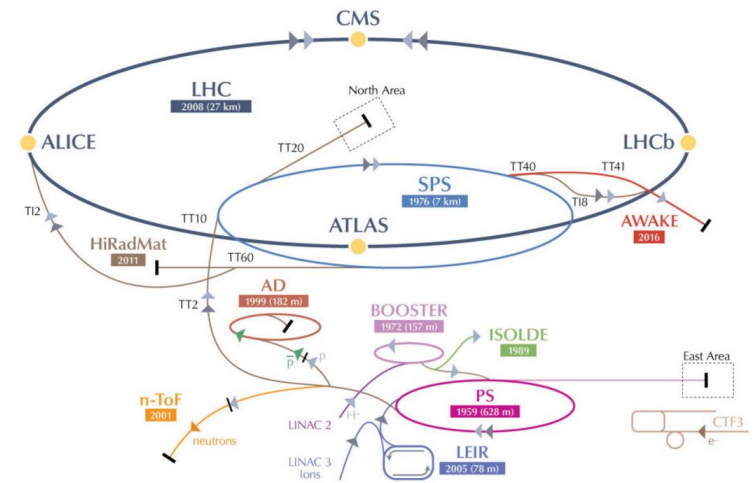 CMS
LHC
2008 (27 km)
North Area
ALICE
LHCb
TT20
TT40
TT41
SPS
1976 (7 km)
TI2
TT10
TI8
ATLAS
AWAKE
2016
HiRadMat
2011
TT60
AD
1999 (182 m)
TT2
BOOSTER
1972 (157 m)
ISOLDE
1989
p
p
East Area
n-ToF
2001
PS
1959 (628 m)
LINAC 2
neutrons
CTF3
e–
LINAC 3
Ions
LEIR
2005 (78 m)